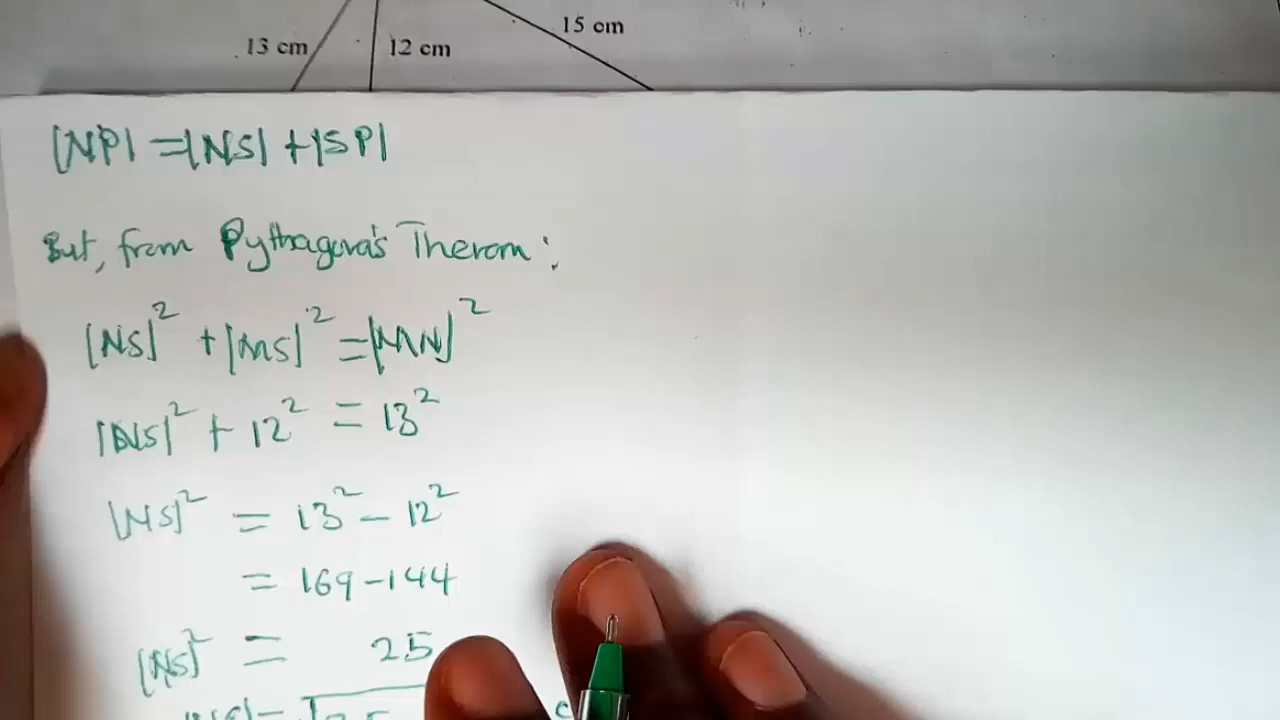 13 cm 12 cm 15 cm
|NP| = |NS| + |SP|
But, from Pythagora's Therom :
|NS|² + |MS|² = |MN|²
|NS|² + 12² = 13²
|NS|² = 13² - 12²
= 169 - 144
|NS|² = 25